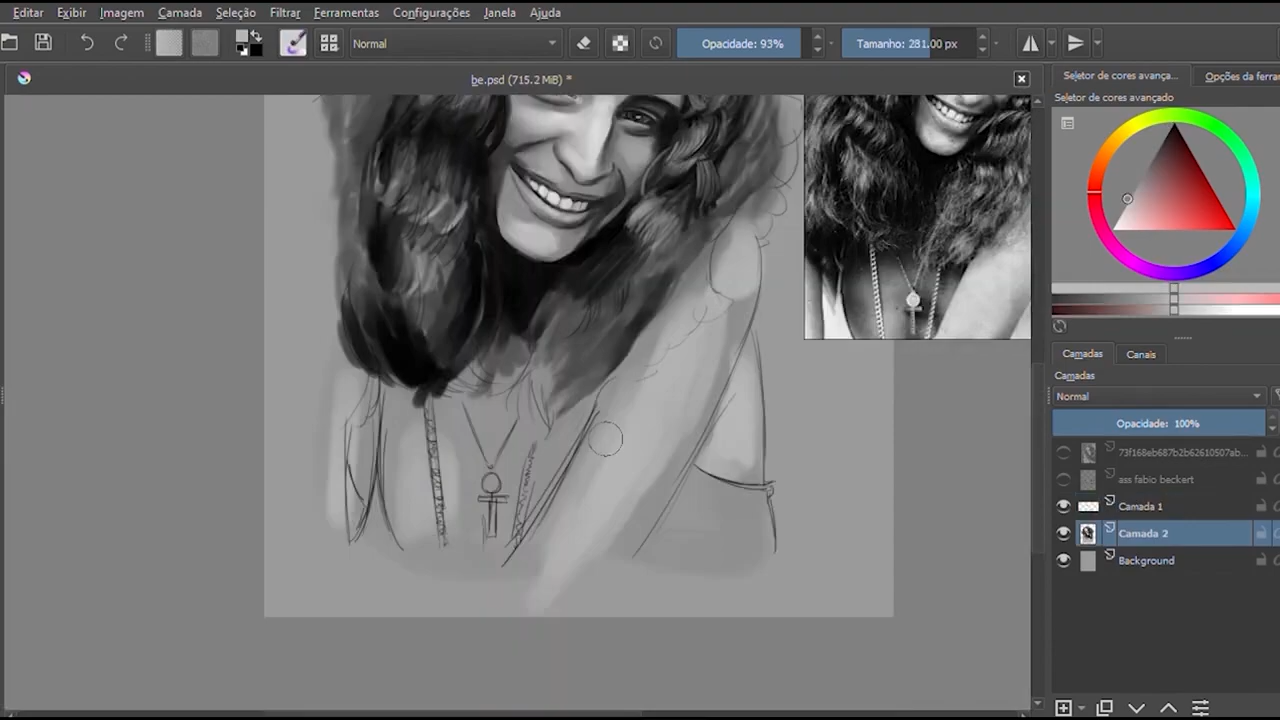 Editar Exibir Imagem Camada Seleção Filtrar Ferramentas Configurações Janela Ajuda
Normal Opacidade: 93% Tamanho: 281.00 px
be.psd (715.2 MiB) *
Seletor de cores avança... Opções da ferra
Seletor de cores avançado
Camadas Canais
Camadas
Normal
Opacidade: 100%
73f168eb687b2b62610507ab...
ass fabio beckert
Camada 1
Camada 2
Background